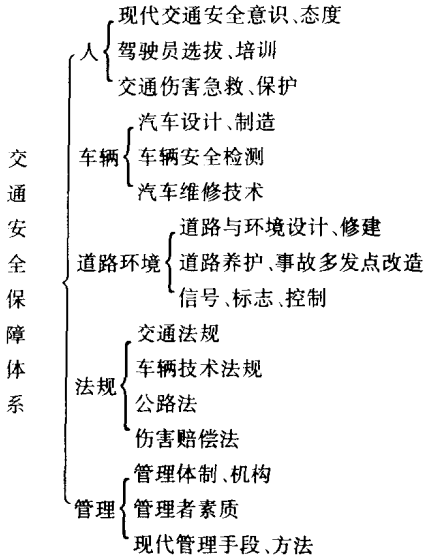 交通安全保障体系
人
现代交通安全意识、态度
驾驶员选拔、培训
交通伤害急救、保护
车辆
汽车设计、制造
车辆安全检测
汽车维修技术
道路环境
道路与环境设计、修建
道路养护、事故多发点改造
信号、标志、控制
法规
交通法规
车辆技术法规
公路法
伤害赔偿法
管理
管理体制、机构
管理者素质
现代管理手段、方法